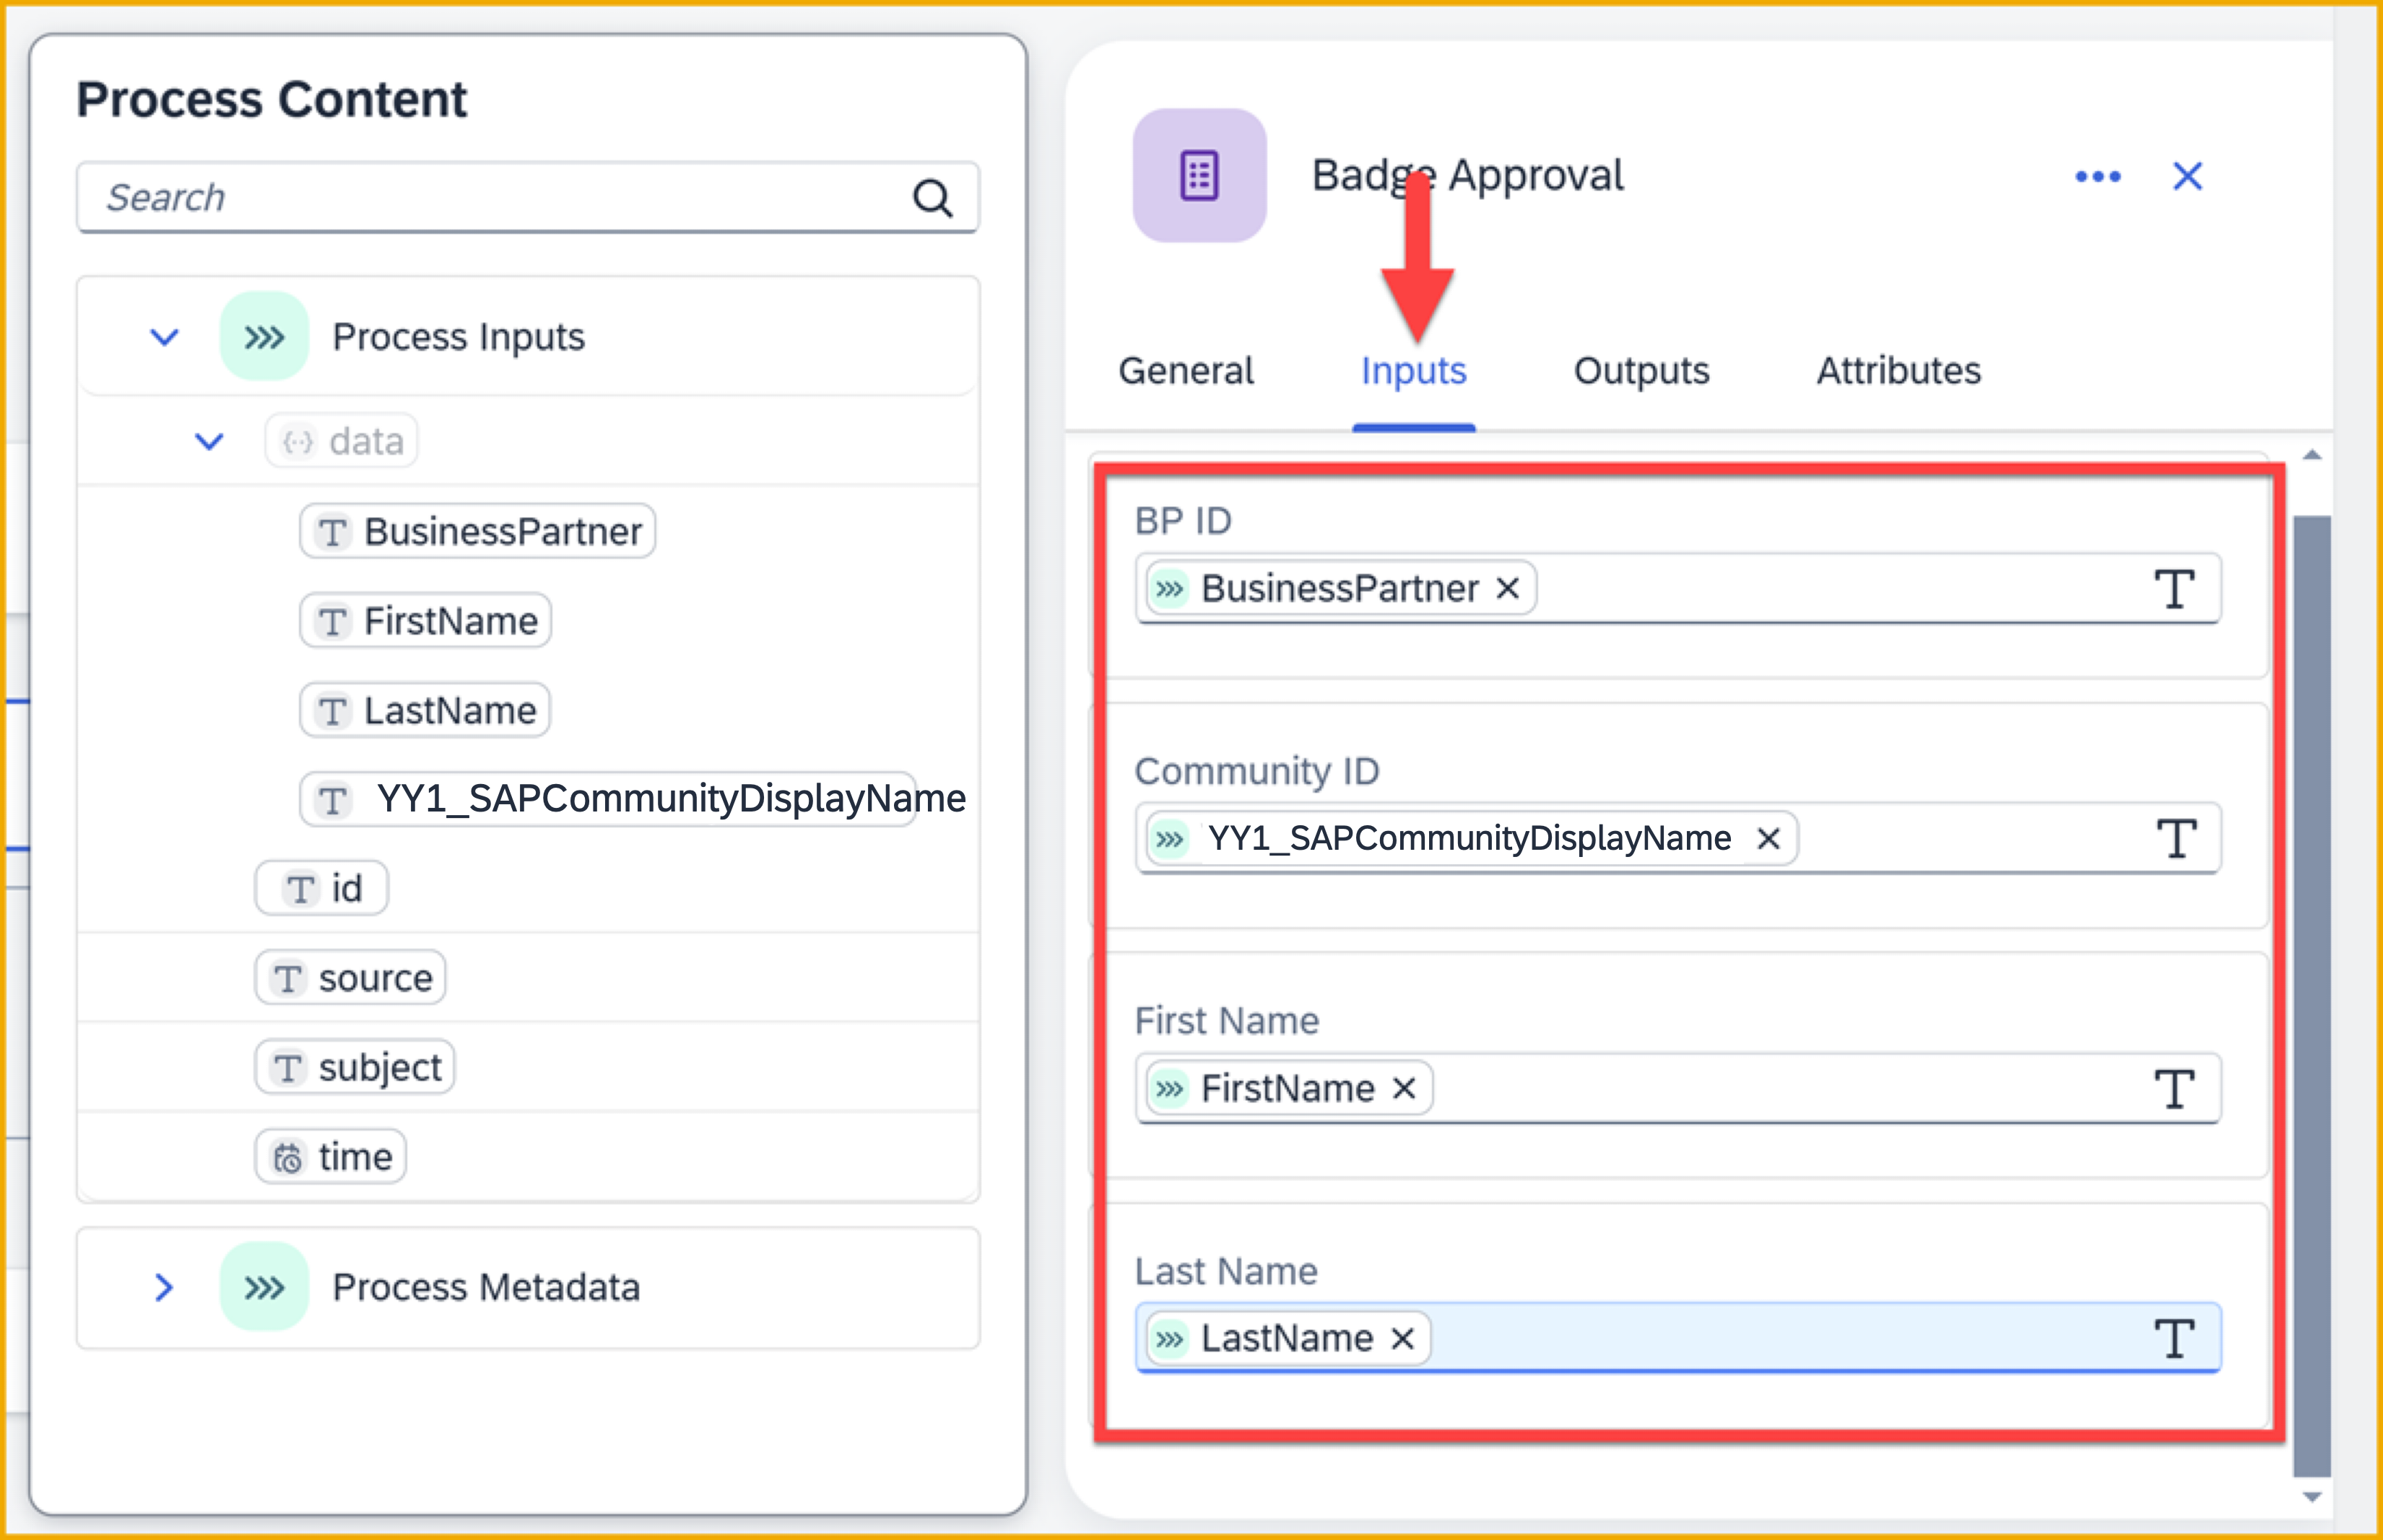 Process Content
Search
Process Inputs
data
BusinessPartner
FirstName
LastName
YY1_SAPCommunityDisplayName
id
source
subject
time
Process Metadata
Badge Approval
General Inputs Outputs Attributes
BP ID
BusinessPartner
Community ID
YY1_SAPCommunityDisplayName
First Name
FirstName
Last Name
LastName